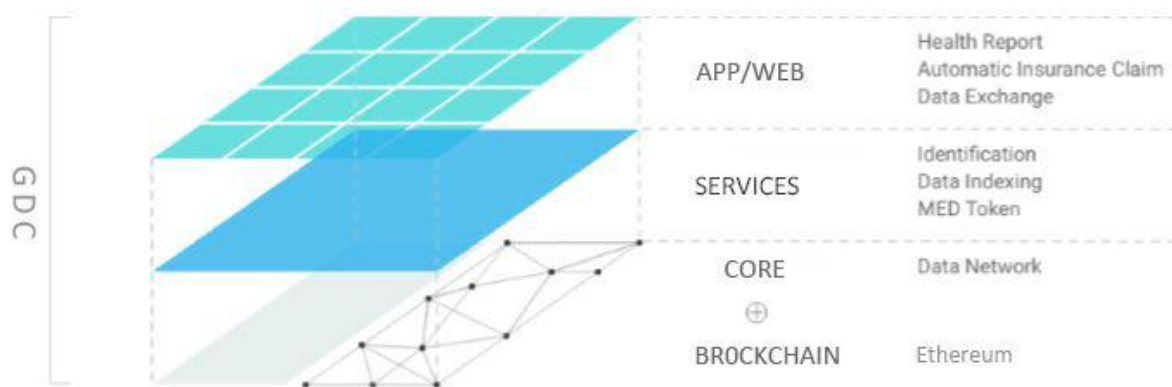 GDC
APP/WEB
Health Report
Automatic Insurance Claim
Data Exchange
SERVICES
Identification
Data Indexing
MED Token
CORE
Data Network
BR0CKCHAIN
Ethereum